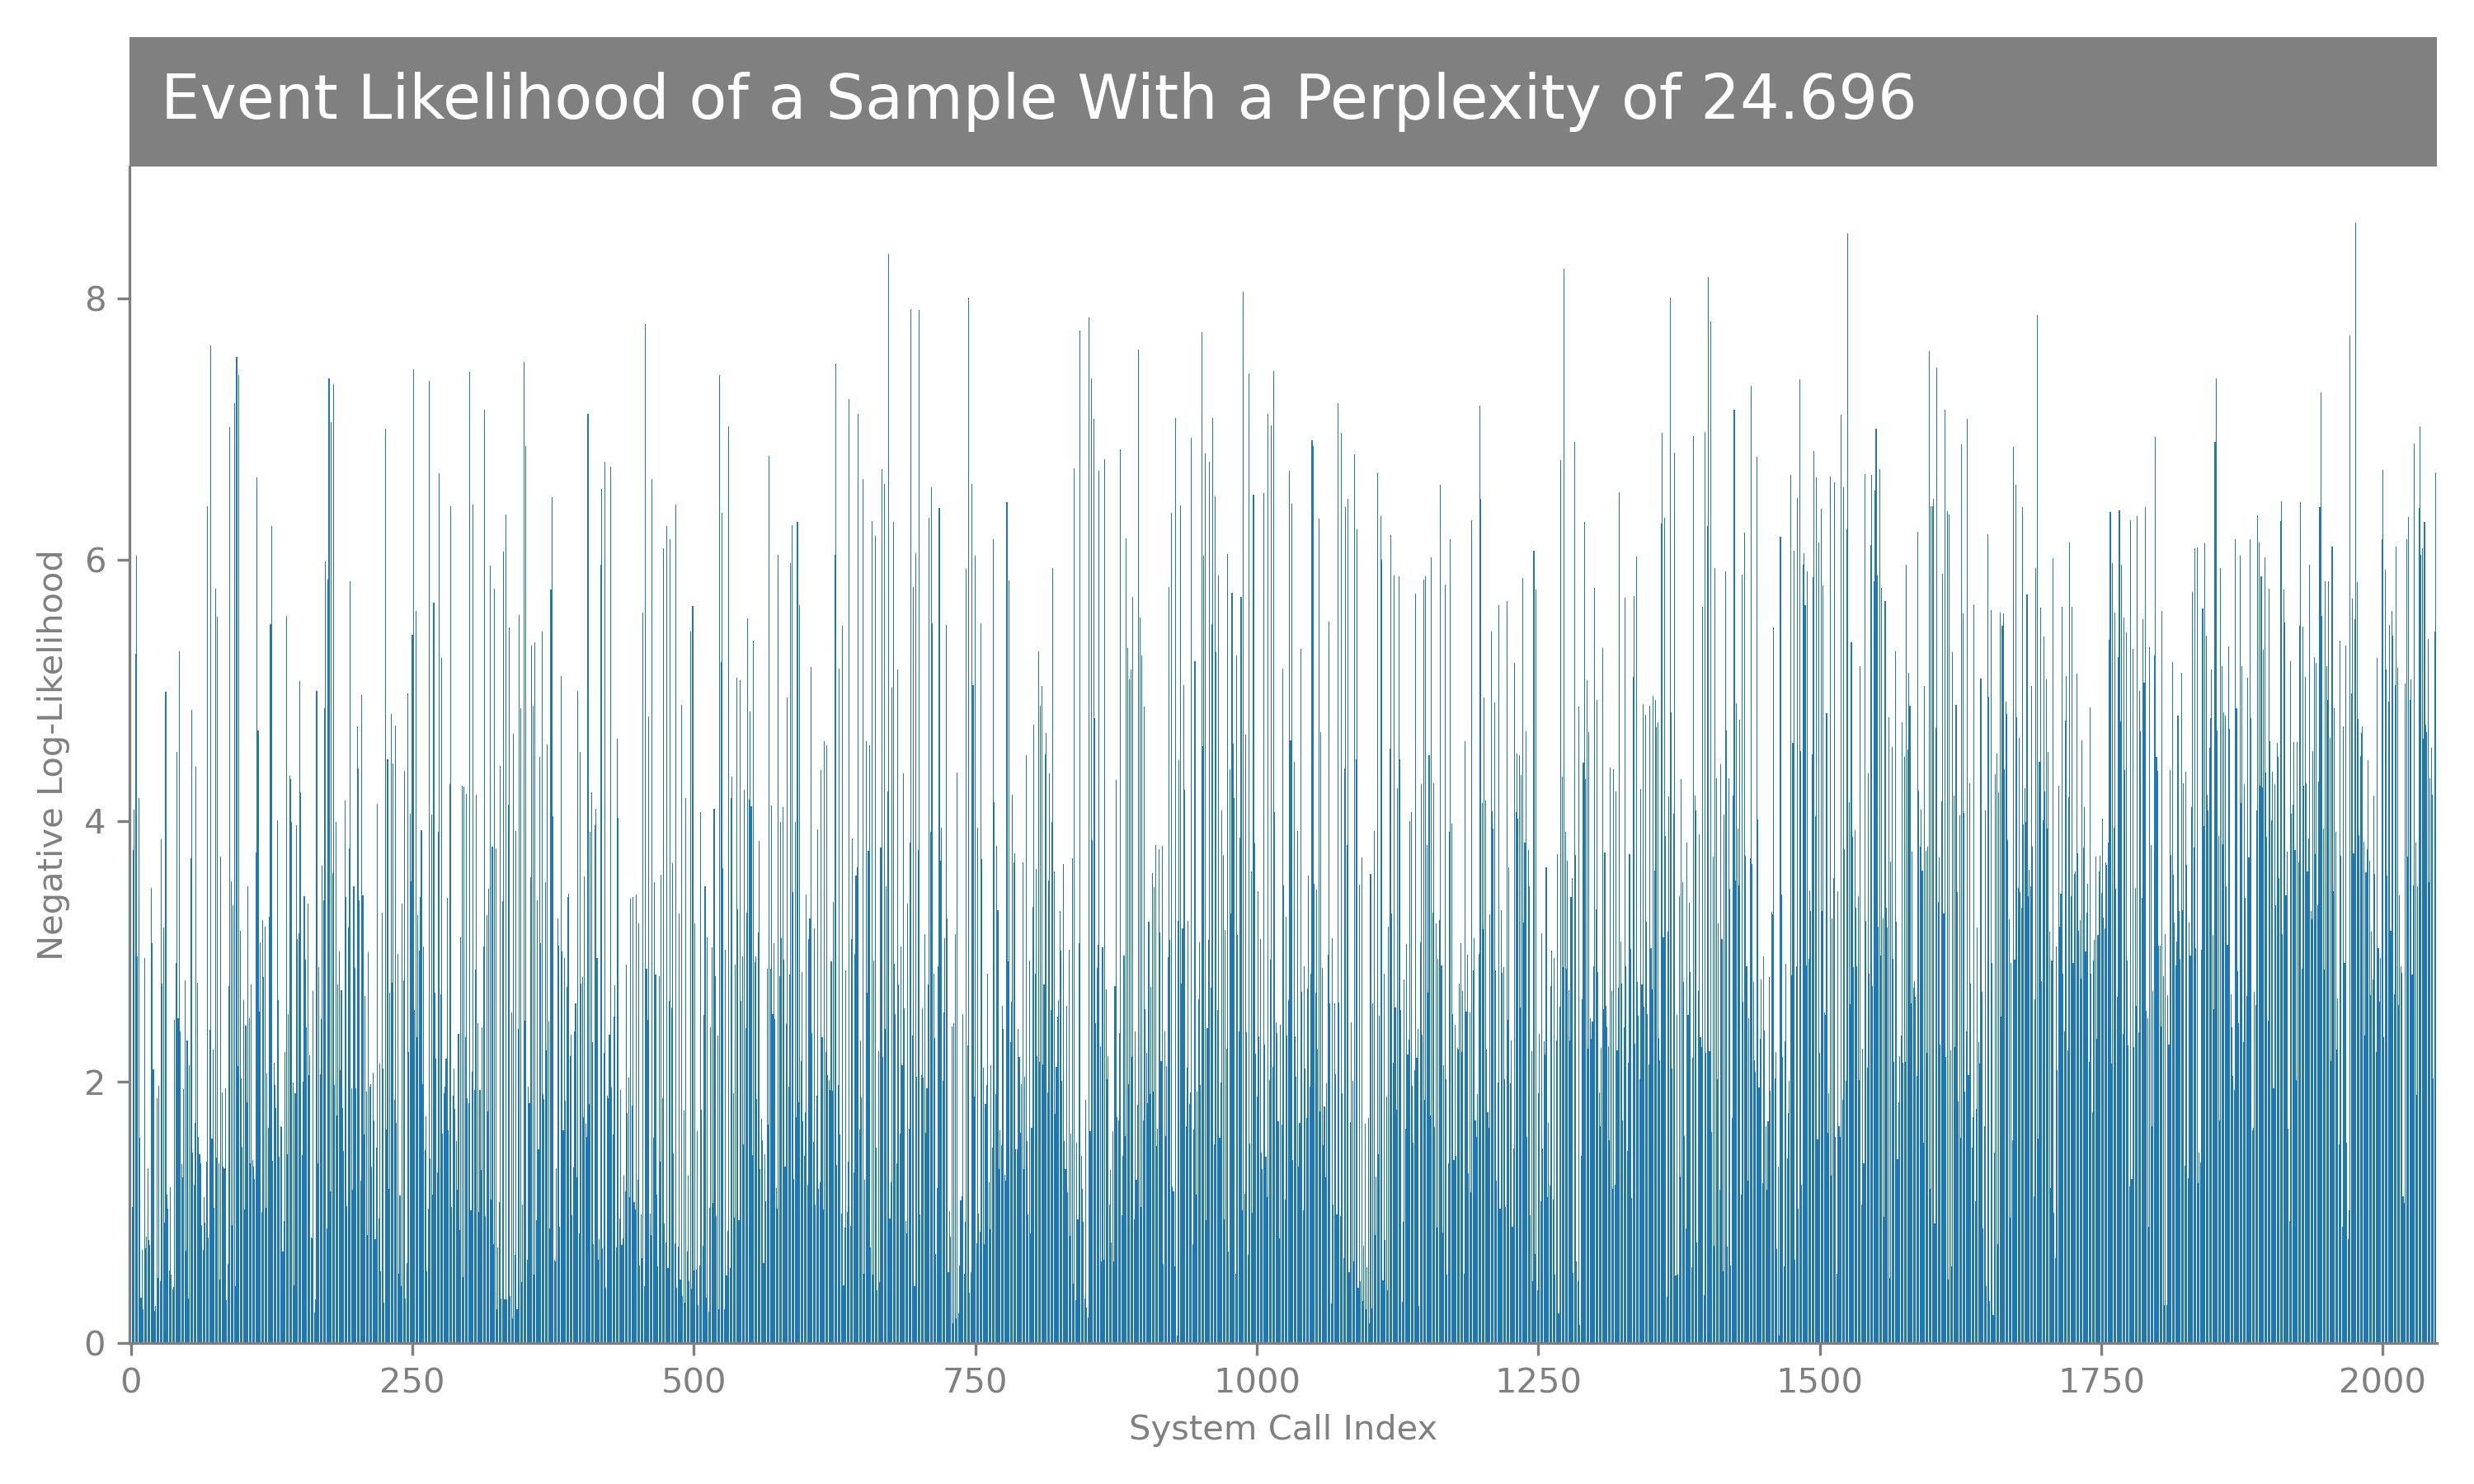 Event Likelihood of a Sample With a Perplexity of 24.696
Negative Log-Likelihood
8
6
4
2
0
0 250 500 750 1000 1250 1500 1750 2000
System Call Index